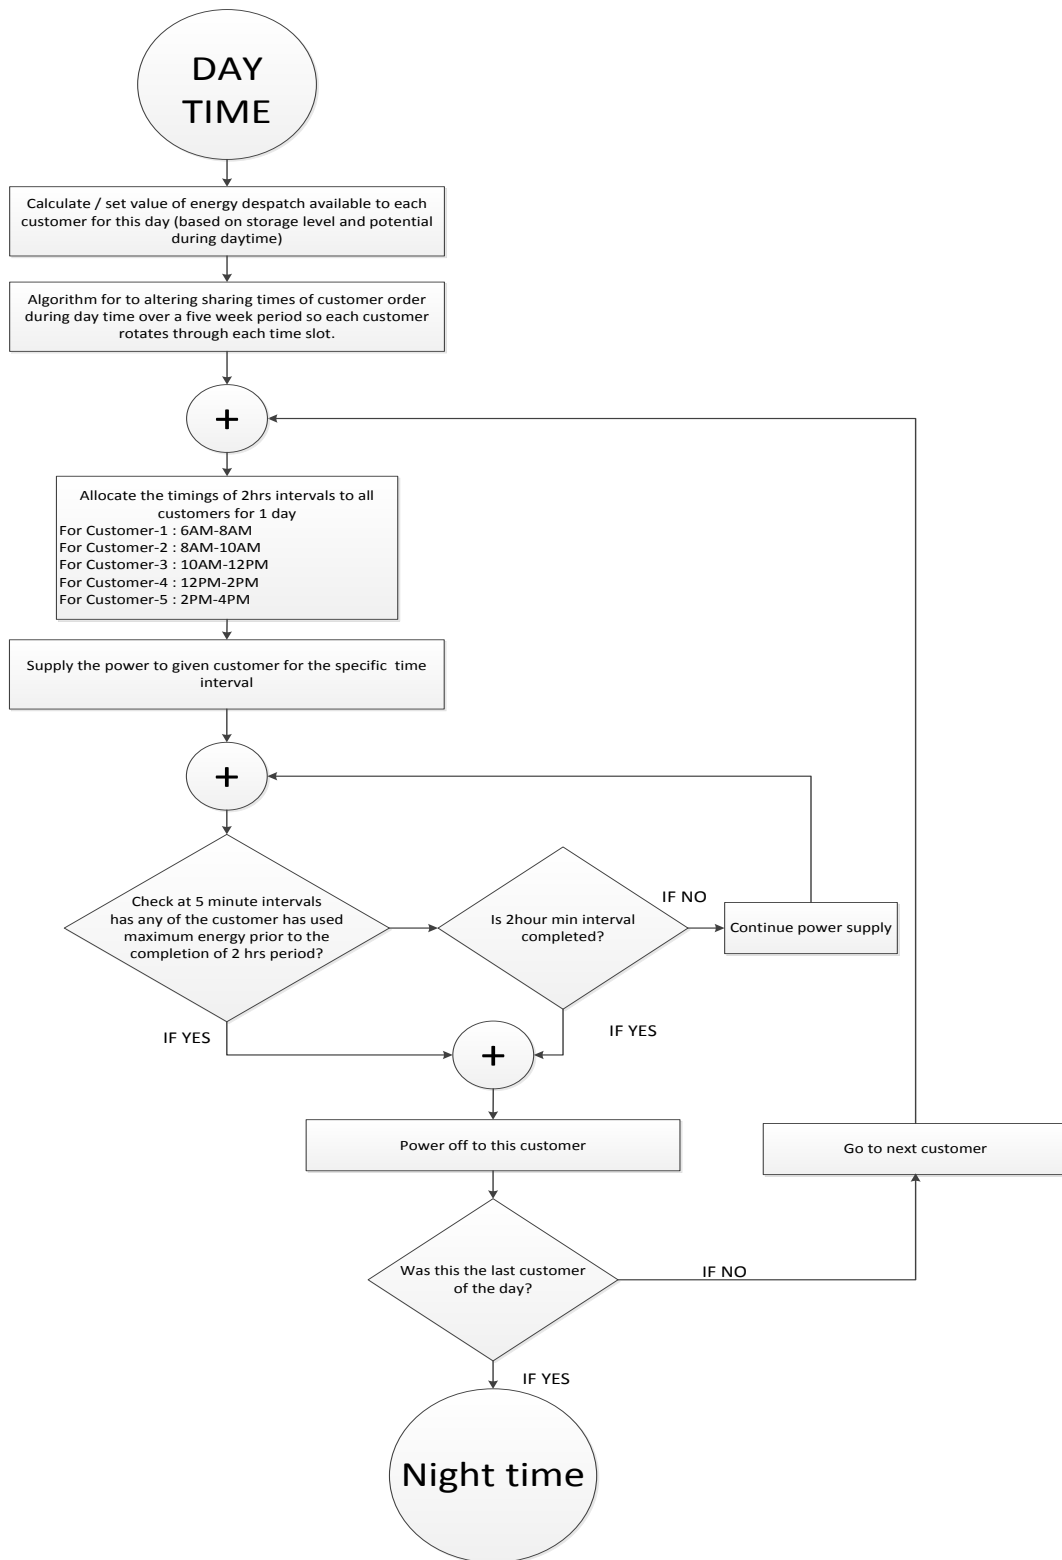 DAY
TIME
Calculate / set value of energy despatch available to each
customer for this day (based on storage level and potential
during daytime)
Algorithm for to altering sharing times of customer order
during day time over a five week period so each customer
rotates through each time slot.
+
Allocate the timings of 2hrs intervals to all
customers for 1 day
For Customer-1 : 6AM-8AM
For Customer-2 : 8AM-10AM
For Customer-3 : 10AM-12PM
For Customer-4 : 12PM-2PM
For Customer-5 : 2PM-4PM
Supply the power to given customer for the specific time
interval
+
Check at 5 minute intervals
has any of the customer has used
maximum energy prior to the
completion of 2 hrs period?
Is 2hour min interval
completed?
IF NO
Continue power supply
IF YES
IF YES
+
Power off to this customer
Go to next customer
Was this the last customer
of the day?
IF NO
IF YES
Night time